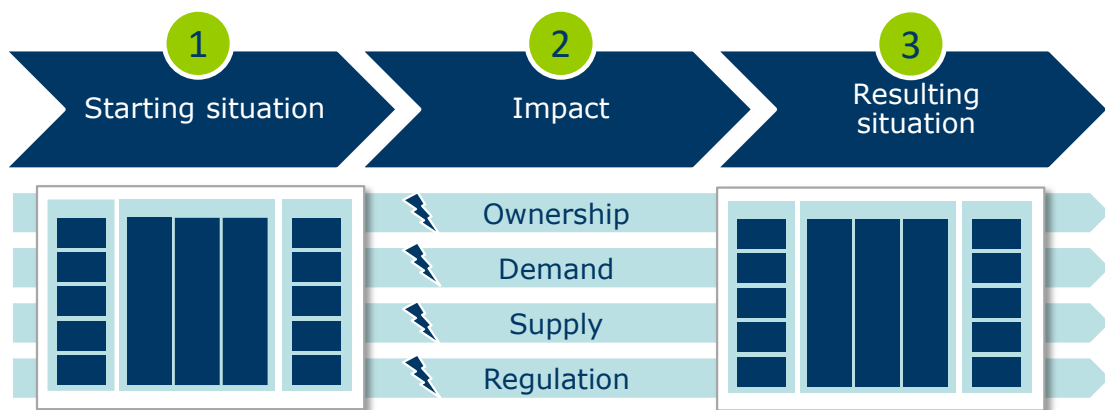 1
2
3
Starting situation
Impact
Resulting
situation
Ownership
Demand
Supply
Regulation